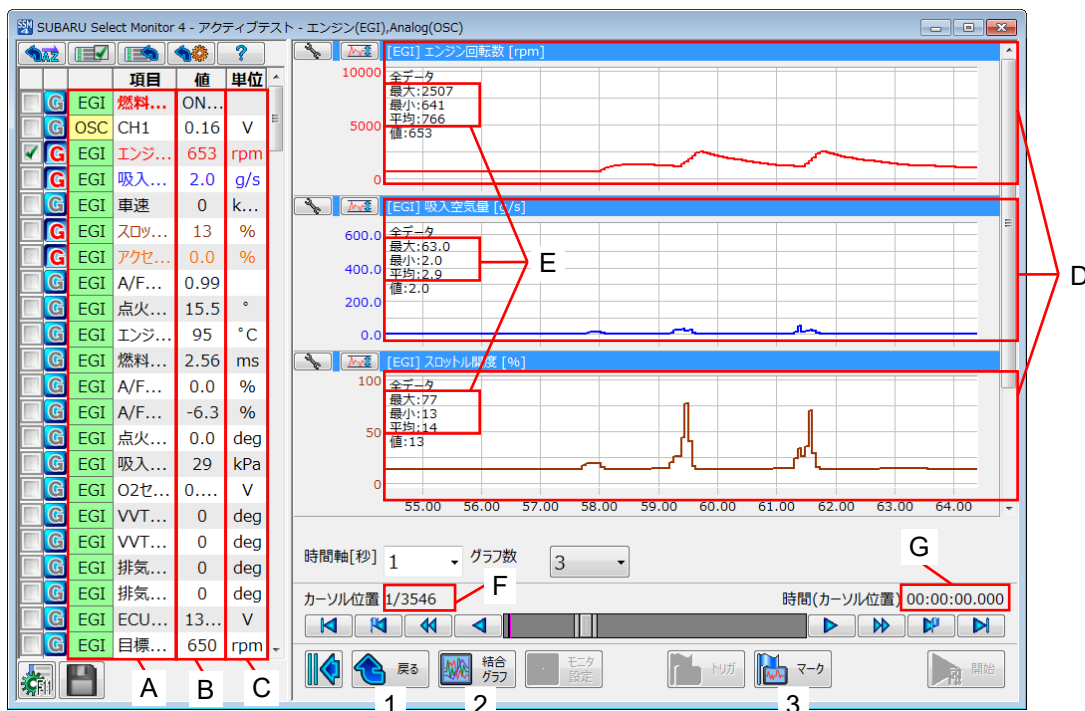 SUBARU Select Monitor 4 - アクティブテスト - エンジン(EGI),Analog(OSC)
AZ ?
項目 値 単位
G EGI 燃料... ON...
G OSC CH1 0.16 V
G EGI エンジ... 653 rpm
G EGI 吸入... 2.0 g/s
G EGI 車速 0 k...
G EGI スロッ... 13 %
G EGI アクセ... 0.0 %
G EGI A/F... 0.99
G EGI 点火... 15.5 °
G EGI エンジ... 95 °C
G EGI 燃料... 2.56 ms
G EGI A/F... 0.0 %
G EGI A/F... -6.3 %
G EGI 点火... 0.0 deg
G EGI 吸入... 29 kPa
G EGI O2セ... 0.... V
G EGI VVT... 0 deg
G EGI VVT... 0 deg
G EGI 排気... 0 deg
G EGI 排気... 0 deg
G EGI ECU... 13... V
G EGI 目標... 650 rpm
F11
A B C
[EGI] エンジン回転数 [rpm]
10000
5000
0
全データ
最大:2507
最小:641
平均:766
値:653
[EGI] 吸入空気量 [g/s]
600.0
400.0
200.0
0.0
全データ
最大:63.0
最小:2.0
平均:2.9
値:2.0
[EGI] スロットル開度 [%]
100
50
0
全データ
最大:77
最小:13
平均:14
値:13
55.00 56.00 57.00 58.00 59.00 60.00 61.00 62.00 63.00 64.00
E
D
時間軸[秒] 1 グラフ数 3
F
G
カーソル位置 1/3546 時間(カーソル位置) 00:00:00.000
戻る
結合
グラフ
モニタ
設定
トリガ
マーク
開始
1 2 3